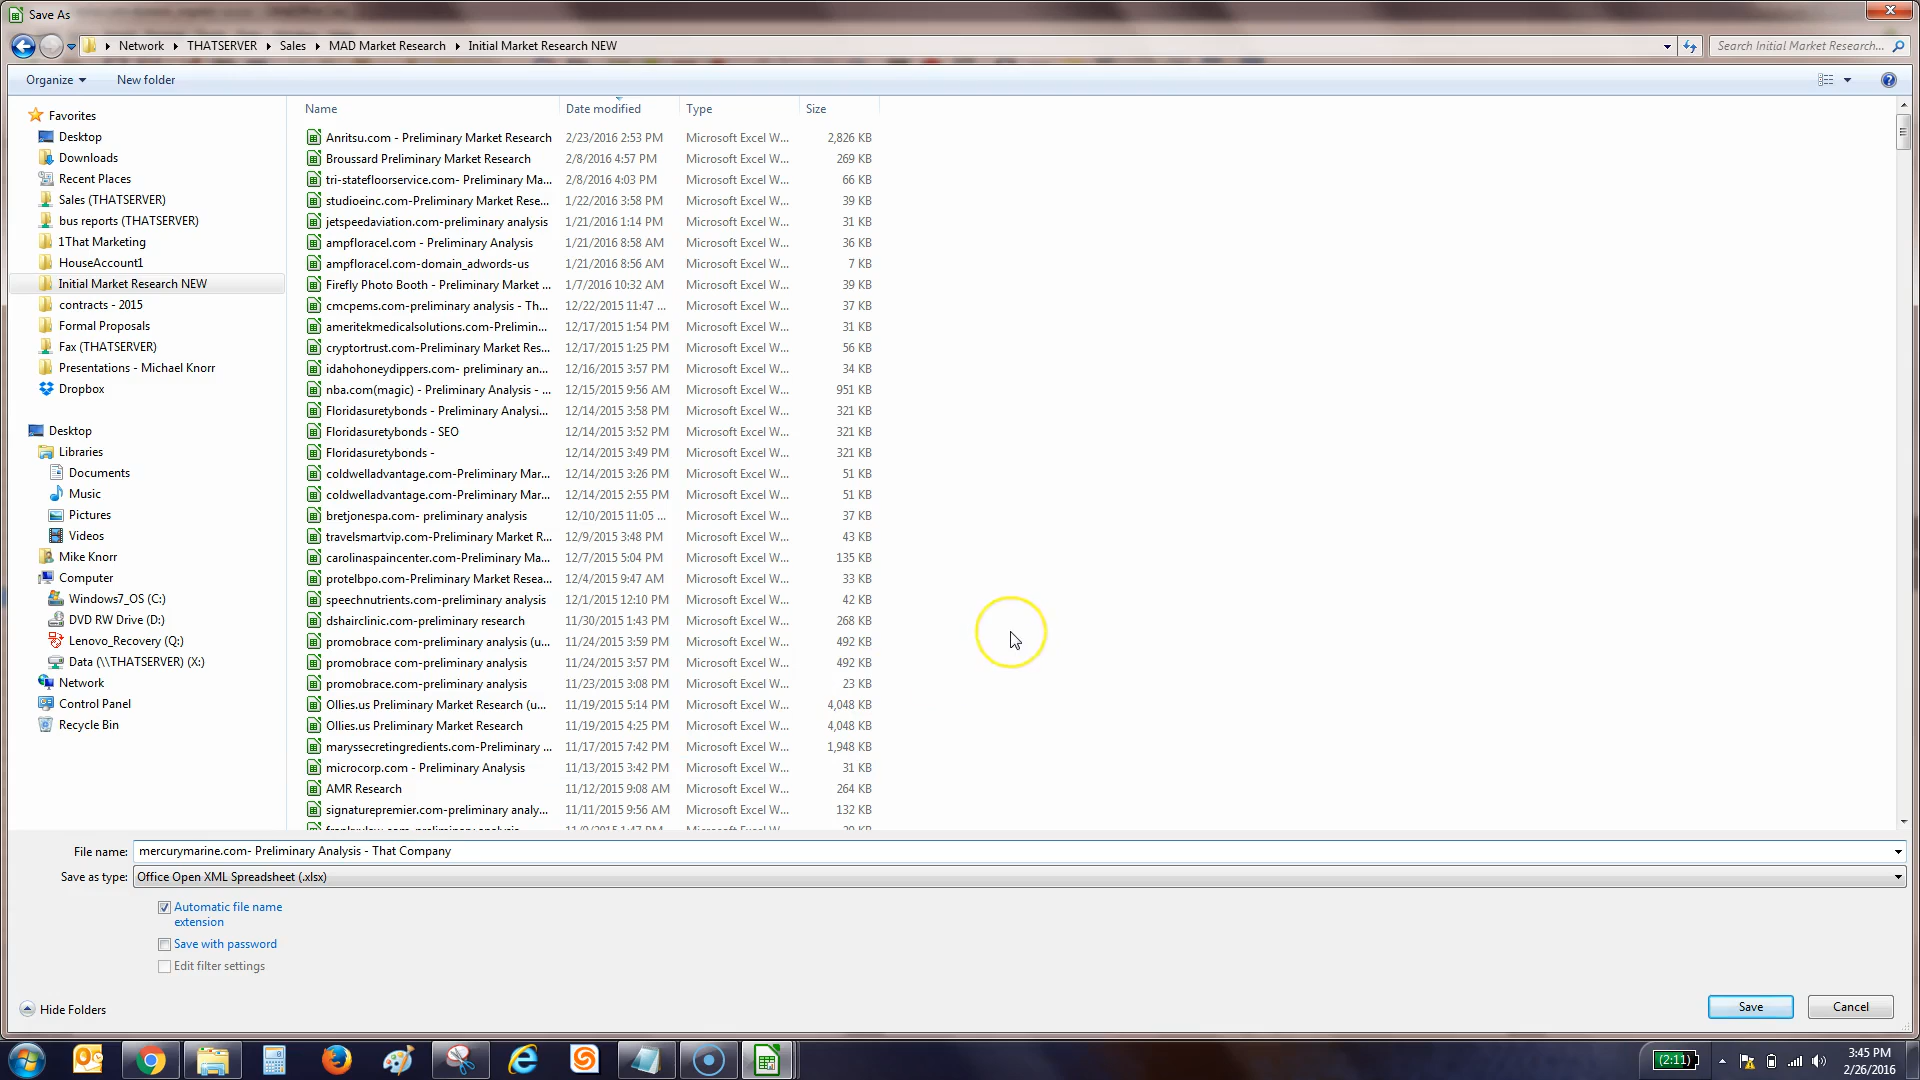 Save As
Network ▸ THATSERVER ▸ Sales ▸ MAD Market Research ▸ Initial Market Research NEW
Search Initial Market Research...
Organize
New folder
Favorites
Desktop
Downloads
Recent Places
Sales (THATSERVER)
bus reports (THATSERVER)
1That Marketing
HouseAccount1
Initial Market Research NEW
contracts - 2015
Formal Proposals
Fax (THATSERVER)
Presentations - Michael Knorr
Dropbox
Desktop
Libraries
Documents
Music
Pictures
Videos
Mike Knorr
Computer
Windows7_OS (C:)
DVD RW Drive (D:)
Lenovo_Recovery (Q:)
Data (\\THATSERVER) (X:)
Network
Control Panel
Recycle Bin
Name Date modified Type Size
Anritsu.com - Preliminary Market Research 2/23/2016 2:53 PM Microsoft Excel W... 2,826 KB
Broussard Preliminary Market Research 2/8/2016 4:57 PM Microsoft Excel W... 269 KB
tri-statefloorservice.com- Preliminary Ma... 2/8/2016 4:03 PM Microsoft Excel W... 66 KB
studioeinc.com-Preliminary Market Rese... 1/22/2016 3:58 PM Microsoft Excel W... 39 KB
jetspeedaviation.com-preliminary analysis 1/21/2016 1:14 PM Microsoft Excel W... 31 KB
ampfloracel.com - Preliminary Analysis 1/21/2016 8:58 AM Microsoft Excel W... 36 KB
ampfloracel.com-domain_adwords-us 1/21/2016 8:56 AM Microsoft Excel W... 7 KB
Firefly Photo Booth - Preliminary Market ... 1/7/2016 10:32 AM Microsoft Excel W... 39 KB
cmcpems.com-preliminary analysis - Th... 12/22/2015 11:47 ... Microsoft Excel W... 37 KB
ameritekmedicalsolutions.com-Prelimin... 12/17/2015 1:54 PM Microsoft Excel W... 31 KB
cryptortrust.com-Preliminary Market Res... 12/17/2015 1:25 PM Microsoft Excel W... 56 KB
idahohoneydippers.com- preliminary an... 12/16/2015 3:57 PM Microsoft Excel W... 34 KB
nba.com(magic) - Preliminary Analysis - ... 12/15/2015 9:56 AM Microsoft Excel W... 951 KB
Floridasuretybonds - Preliminary Analysi... 12/14/2015 3:58 PM Microsoft Excel W... 321 KB
Floridasuretybonds - SEO 12/14/2015 3:52 PM Microsoft Excel W... 321 KB
Floridasuretybonds - 12/14/2015 3:49 PM Microsoft Excel W... 321 KB
coldwelladvantage.com-Preliminary Mar... 12/14/2015 3:26 PM Microsoft Excel W... 51 KB
coldwelladvantage.com-Preliminary Mar... 12/14/2015 2:55 PM Microsoft Excel W... 51 KB
bretjonespa.com- preliminary analysis 12/10/2015 11:05 ... Microsoft Excel W... 37 KB
travelsmartvip.com-Preliminary Market R... 12/9/2015 3:48 PM Microsoft Excel W... 43 KB
carolinaspaincenter.com-Preliminary Ma... 12/7/2015 5:04 PM Microsoft Excel W... 135 KB
protelbpo.com-Preliminary Market Resea... 12/4/2015 9:47 AM Microsoft Excel W... 33 KB
speechnutrients.com-preliminary analysis 12/1/2015 12:10 PM Microsoft Excel W... 42 KB
dshairclinic.com-preliminary research 11/30/2015 1:43 PM Microsoft Excel W... 268 KB
promobrace com-preliminary analysis (u... 11/24/2015 3:59 PM Microsoft Excel W... 492 KB
promobrace com-preliminary analysis 11/24/2015 3:57 PM Microsoft Excel W... 492 KB
promobrace.com-preliminary analysis 11/23/2015 3:08 PM Microsoft Excel W... 23 KB
Ollies.us Preliminary Market Research (u... 11/19/2015 5:14 PM Microsoft Excel W... 4,048 KB
Ollies.us Preliminary Market Research 11/19/2015 4:25 PM Microsoft Excel W... 4,048 KB
maryssecretingredients.com-Preliminary ... 11/17/2015 7:42 PM Microsoft Excel W... 1,948 KB
microcorp.com - Preliminary Analysis 11/13/2015 3:42 PM Microsoft Excel W... 31 KB
AMR Research 11/12/2015 9:08 AM Microsoft Excel W... 264 KB
signaturepremier.com-preliminary analy... 11/11/2015 9:56 AM Microsoft Excel W... 132 KB
File name: mercurymarine.com- Preliminary Analysis - That Company
Save as type: Office Open XML Spreadsheet (.xlsx)
Automatic file name
extension
Save with password
Edit filter settings
Hide Folders
Save
Cancel
(2:11)
3:45 PM
2/26/2016